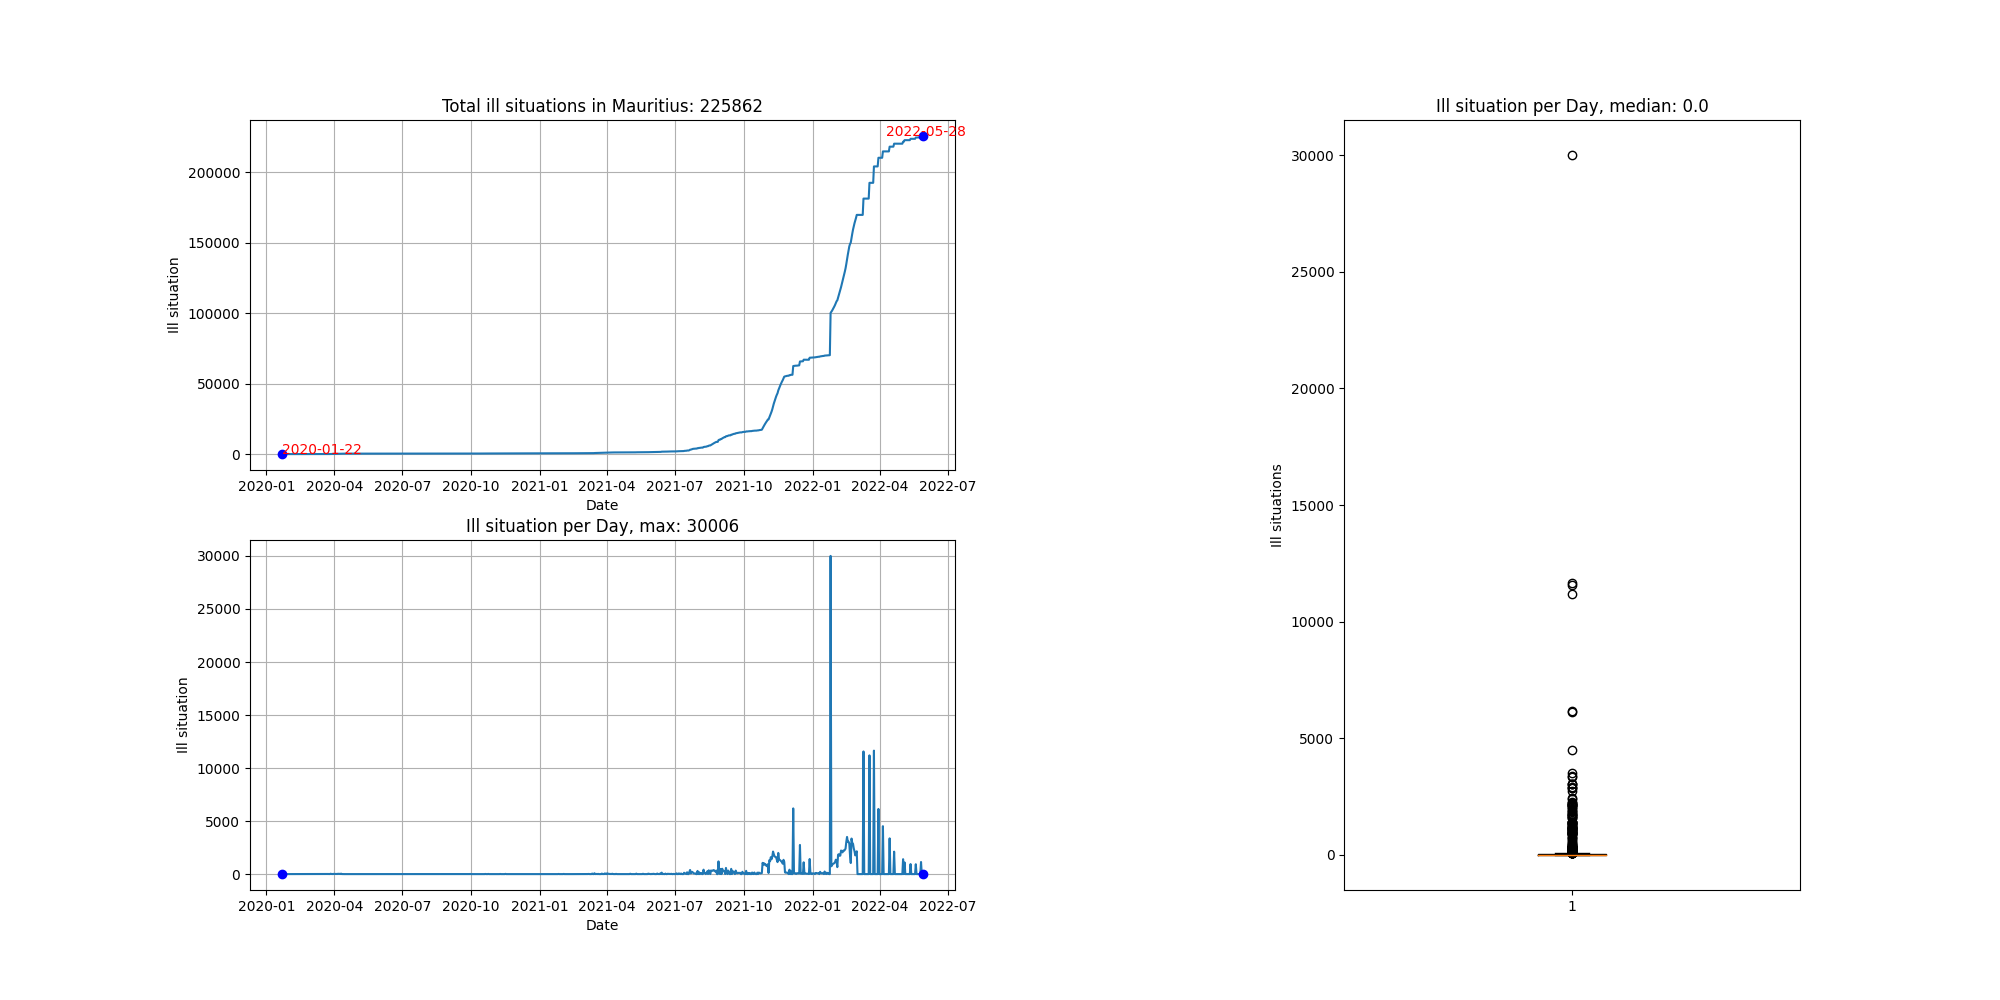 Total ill situations in Mauritius: 225862
2022-05-28
200000
150000
100000
50000
0
Ill situation
2020-01-22
2020-01 2020-04 2020-07 2020-10 2021-01 2021-04 2021-07 2021-10 2022-01 2022-04 2022-07
Date
Ill situation per Day, max: 30006
30000
25000
20000
15000
10000
5000
0
Ill situation
2020-01 2020-04 2020-07 2020-10 2021-01 2021-04 2021-07 2021-10 2022-01 2022-04 2022-07
Date
Ill situation per Day, median: 0.0
30000
25000
20000
15000
10000
5000
0
Ill situations
1